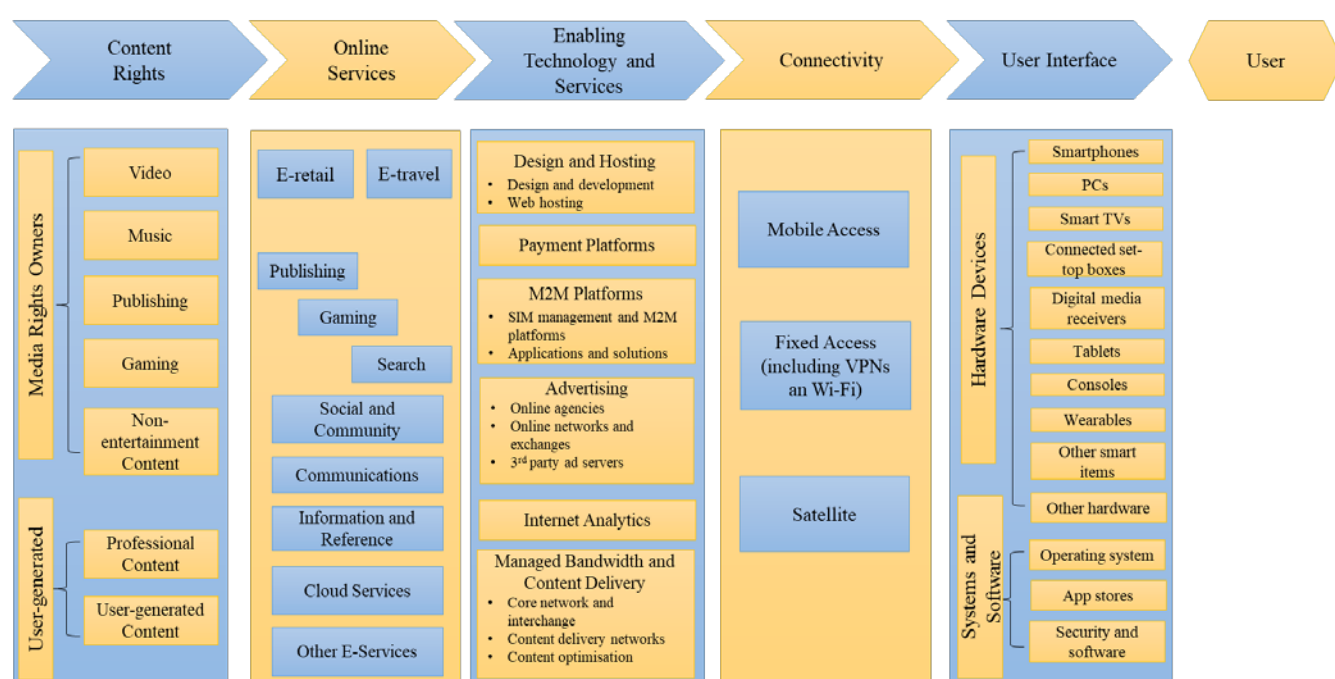 Content
Rights
Online
Services
Enabling
Technology and
Services
Connectivity
User Interface
User
Media Rights Owners
Video
Music
Publishing
Gaming
Non-
entertainment
Content
User-generated
Professional
Content
User-generated
Content
E-retail
E-travel
Publishing
Gaming
Search
Social and
Community
Communications
Information and
Reference
Cloud Services
Other E-Services
Design and Hosting
• Design and development
• Web hosting
Payment Platforms
M2M Platforms
• SIM management and M2M
platforms
• Applications and solutions
Advertising
• Online agencies
• Online networks and
exchanges
• 3rd party ad servers
Internet Analytics
Managed Bandwidth and
Content Delivery
• Core network and
interchange
• Content delivery networks
• Content optimisation
Mobile Access
Fixed Access
(including VPNs
an Wi-Fi)
Satellite
Hardware Devices
Smartphones
PCs
Smart TVs
Connected set-
top boxes
Digital media
receivers
Tablets
Consoles
Wearables
Other smart
items
Other hardware
Systems and
Software
Operating system
App stores
Security and
software